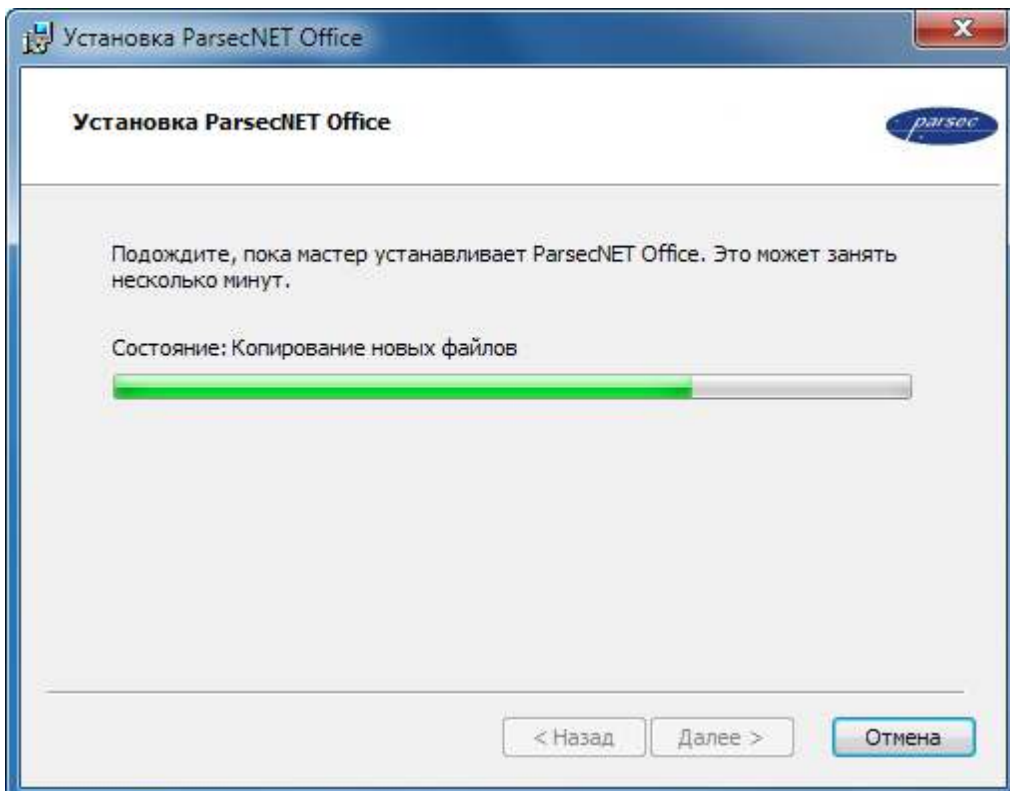 Установка ParsecNET Office
Установка ParsecNET Office
parsec
Подождите, пока мастер устанавливает ParsecNET Office. Это может занять
несколько минут.
Состояние: Копирование новых файлов
< Назад
Далее >
Отмена